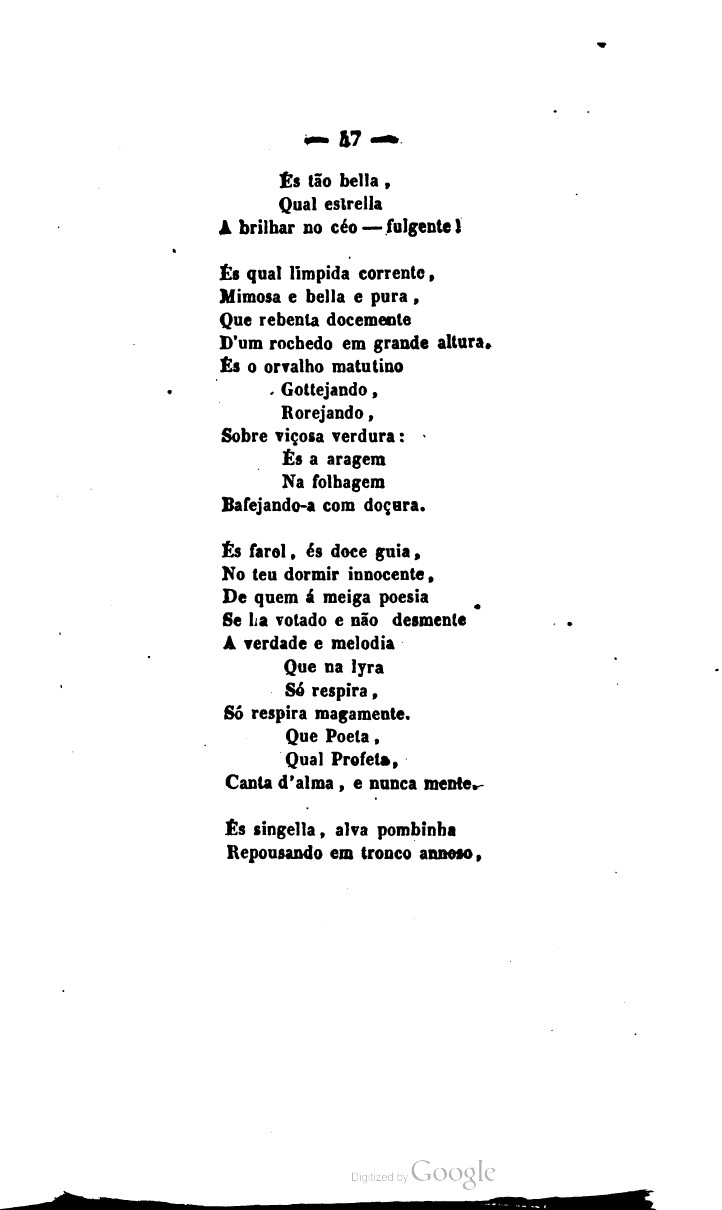 — 47 —
És tão bella,
Qual estrella
A brilhar no céo — fulgente!
És qual limpida corrente,
Mimosa e bella e pura,
Que rebenta docemente
D'um rochedo em grande altura.
És o orvalho matutino
Gottejando,
Rorejando,
Sobre viçosa verdura:
És a aragem
Na folhagem
Bafejando-a com doçura.
És farol, és doce guia,
No teu dormir innocente,
De quem á meiga poesia
Se ha votado e não desmente
A verdade e melodia
Que na lyra
Só respira,
Só respira magamente.
Que Poeta,
Qual Profeta,
Canta d'alma, e nunca mente.
És singella, alva pombinha
Repousando em tronco annoso,
Digitized by Google